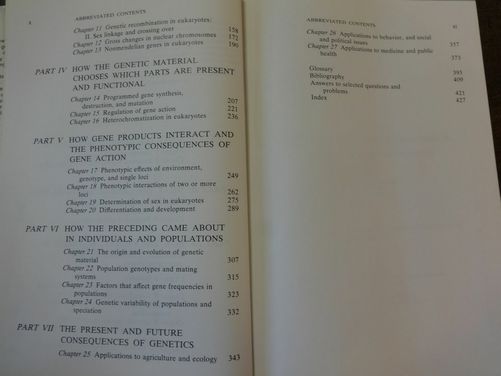 x
ABBREVIATED CONTENTS
Chapter 11 Genetic recombination in eukaryotes:
II. Sex linkage and crossing over 158
Chapter 12 Gross changes in nuclear chromosomes 172
Chapter 13 Nonmendelian genes in eukaryotes 190
PART IV HOW THE GENETIC MATERIAL
CHOOSES WHICH PARTS ARE PRESENT
AND FUNCTIONAL
Chapter 14 Programmed gene synthesis,
destruction, and mutation 207
Chapter 15 Regulation of gene action 221
Chapter 16 Heterochromatization in eukaryotes 236
PART V HOW GENE PRODUCTS INTERACT AND
THE PHENOTYPIC CONSEQUENCES OF
GENE ACTION
Chapter 17 Phenotypic effects of environment,
genotype, and single loci 249
Chapter 18 Phenotypic interactions of two or more
loci 262
Chapter 19 Determination of sex in eukaryotes 275
Chapter 20 Differentiation and development 289
PART VI HOW THE PRECEDING CAME ABOUT
IN INDIVIDUALS AND POPULATIONS
Chapter 21 The origin and evolution of genetic
material 307
Chapter 22 Population genotypes and mating
systems 315
Chapter 23 Factors that affect gene frequencies in
populations 323
Chapter 24 Genetic variability of populations and
speciation 332
PART VII THE PRESENT AND FUTURE
CONSEQUENCES OF GENETICS
Chapter 25 Applications to agriculture and ecology 343
ABBREVIATED CONTENTS
xi
Chapter 26 Applications to behavior, and social
and political issues 357
Chapter 27 Applications to medicine and public
health 373
Glossary 393
Bibliography 409
Answers to selected questions and
problems 421
Index 427